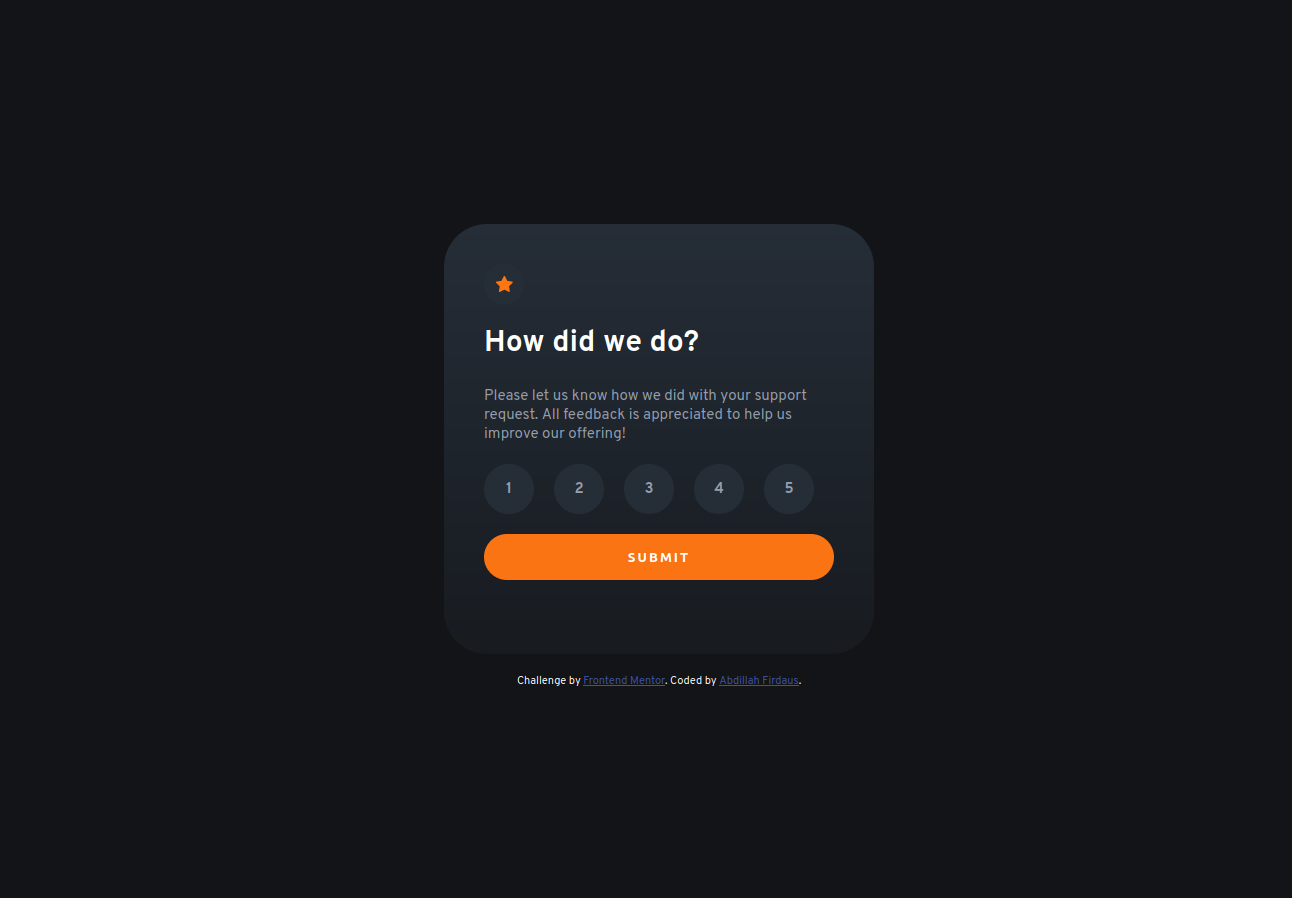 How did we do?
Please let us know how we did with your support
request. All feedback is appreciated to help us
improve our offering!
1 2 3 4 5
SUBMIT
Challenge by Frontend Mentor. Coded by Abdillah Firdaus.